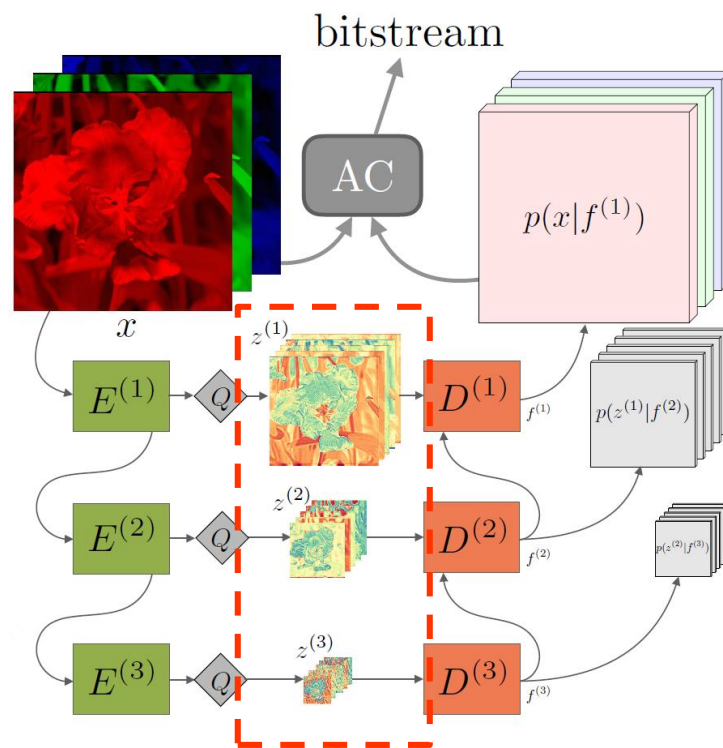 bitstream
AC
p(x|f^{(1)})
x
z^{(1)}
E^{(1)}
Q
D^{(1)}
f^{(1)}
p(z^{(1)}|f^{(2)})
z^{(2)}
E^{(2)}
Q
D^{(2)}
f^{(2)}
p(z^{(2)}|f^{(3)})
z^{(3)}
E^{(3)}
Q
D^{(3)}
f^{(3)}